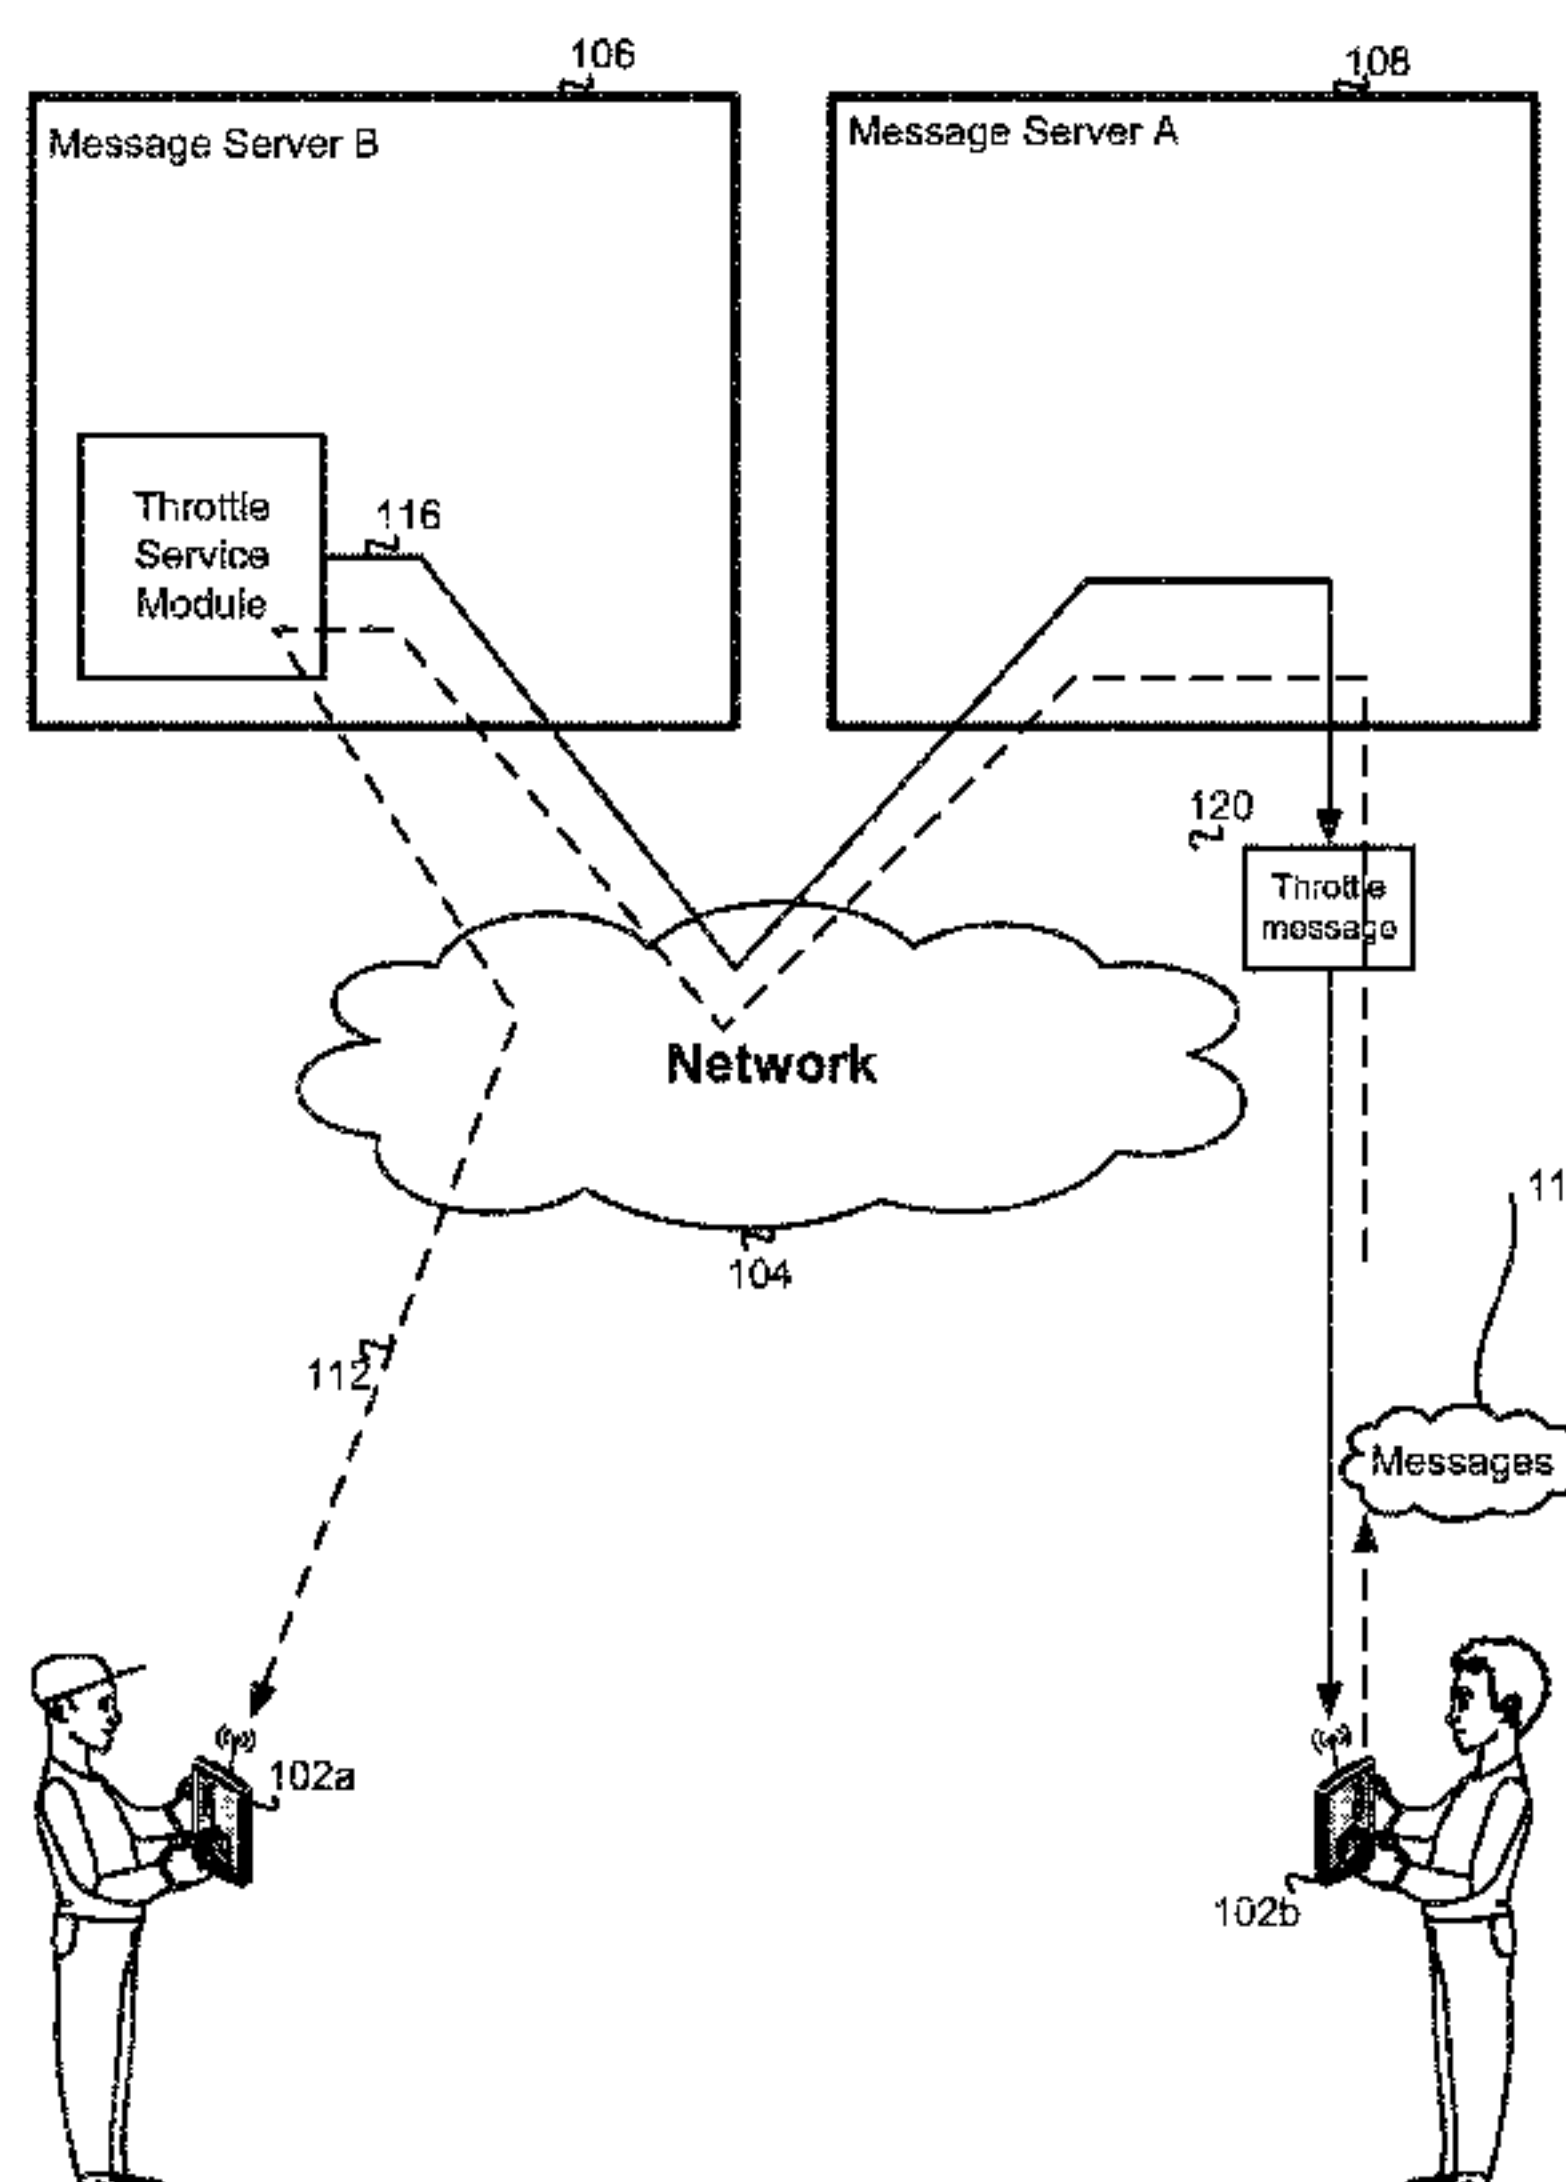 106
108
Message Server B
Message Server A
Throttle
Service
Module
116
120
Throttle
message
Network
104
11
112
Messages
102a
102b